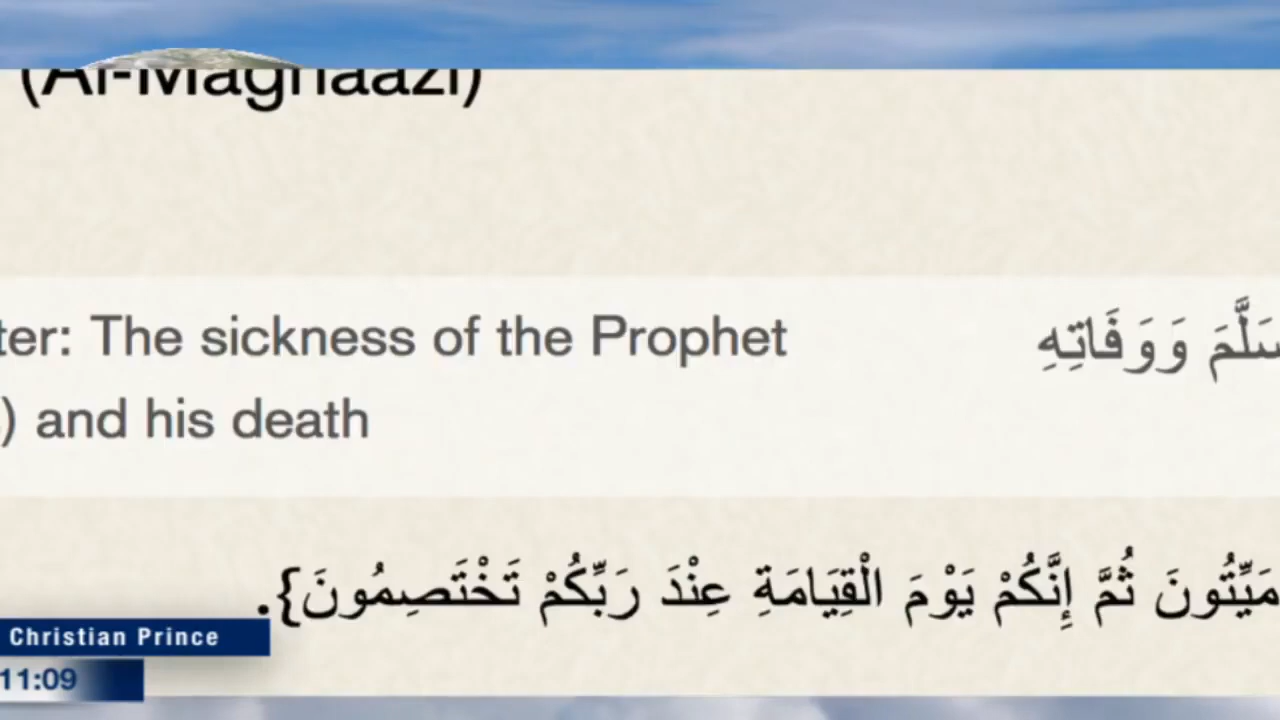 (Al-Maghaazi)
ter: The sickness of the Prophet
سَلَّمَ وَوَفَاتِهِ
) and his death
مَيِّتُونَ ثُمَّ إِنَّكُمْ يَوْمَ الْقِيَامَةِ عِنْدَ رَبِّكُمْ تَخْتَصِمُونَ}.
Christian Prince
11:09